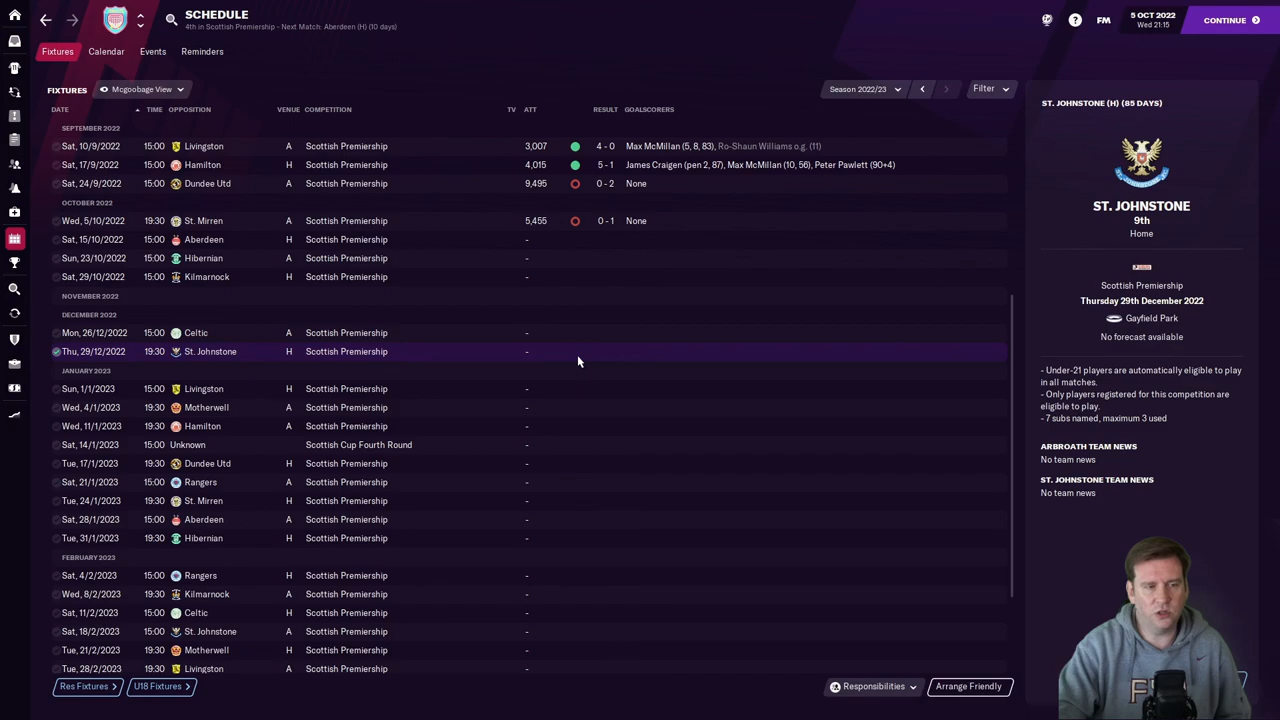 SCHEDULE
4th in Scottish Premiership - Next Match: Aberdeen (H) (10 days)
FM
5 OCT 2022
Wed 21:15
CONTINUE
Fixtures Calendar Events Reminders
FIXTURES Mcgoobage View Season 2022/23 Filter
DATE TIME OPPOSITION VENUE COMPETITION TV ATT RESULT GOALSCORERS
SEPTEMBER 2022
Sat, 10/9/2022 15:00 Livingston A Scottish Premiership 3,007 4 - 0 Max McMillan (5, 8, 83), Ro-Shaun Williams o.g. (11)
Sat, 17/9/2022 15:00 Hamilton A Scottish Premiership 4,015 5 - 1 James Craigen (pen 2, 87), Max McMillan (10, 56), Peter Pawlett (90+4)
Sat, 24/9/2022 15:00 Dundee Utd A Scottish Premiership 9,495 0 - 2 None
OCTOBER 2022
Wed, 5/10/2022 19:30 St. Mirren A Scottish Premiership 5,455 0 - 1 None
Sat, 15/10/2022 15:00 Aberdeen H Scottish Premiership -
Sun, 23/10/2022 15:00 Hibernian A Scottish Premiership -
Sat, 29/10/2022 15:00 Kilmarnock H Scottish Premiership -
NOVEMBER 2022
DECEMBER 2022
Mon, 26/12/2022 15:00 Celtic A Scottish Premiership -
Thu, 29/12/2022 19:30 St. Johnstone H Scottish Premiership -
JANUARY 2023
Sun, 1/1/2023 15:00 Livingston H Scottish Premiership -
Wed, 4/1/2023 19:30 Motherwell A Scottish Premiership -
Wed, 11/1/2023 19:30 Hamilton A Scottish Premiership -
Sat, 14/1/2023 15:00 Unknown Scottish Cup Fourth Round -
Tue, 17/1/2023 19:30 Dundee Utd H Scottish Premiership -
Sat, 21/1/2023 15:00 Rangers A Scottish Premiership -
Tue, 24/1/2023 19:30 St. Mirren H Scottish Premiership -
Sat, 28/1/2023 15:00 Aberdeen A Scottish Premiership -
Tue, 31/1/2023 19:30 Hibernian H Scottish Premiership -
FEBRUARY 2023
Sat, 4/2/2023 15:00 Rangers H Scottish Premiership -
Wed, 8/2/2023 19:30 Kilmarnock A Scottish Premiership -
Sat, 11/2/2023 15:00 Celtic H Scottish Premiership -
Sat, 18/2/2023 15:00 St. Johnstone A Scottish Premiership -
Tue, 21/2/2023 19:30 Motherwell H Scottish Premiership -
Tue, 28/2/2023 19:30 Livingston A Scottish Premiership -
Res Fixtures U18 Fixtures Responsibilities Arrange Friendly
ST. JOHNSTONE (H) (85 DAYS)
ST. JOHNSTONE
9th
Home
Scottish Premiership
Thursday 29th December 2022
Gayfield Park
No forecast available
- Under-21 players are automatically eligible to play
in all matches.
- Only players registered for this competition are
eligible to play.
- 7 subs named, maximum 3 used
ARBROATH TEAM NEWS
No team news
ST. JOHNSTONE TEAM NEWS
No team news